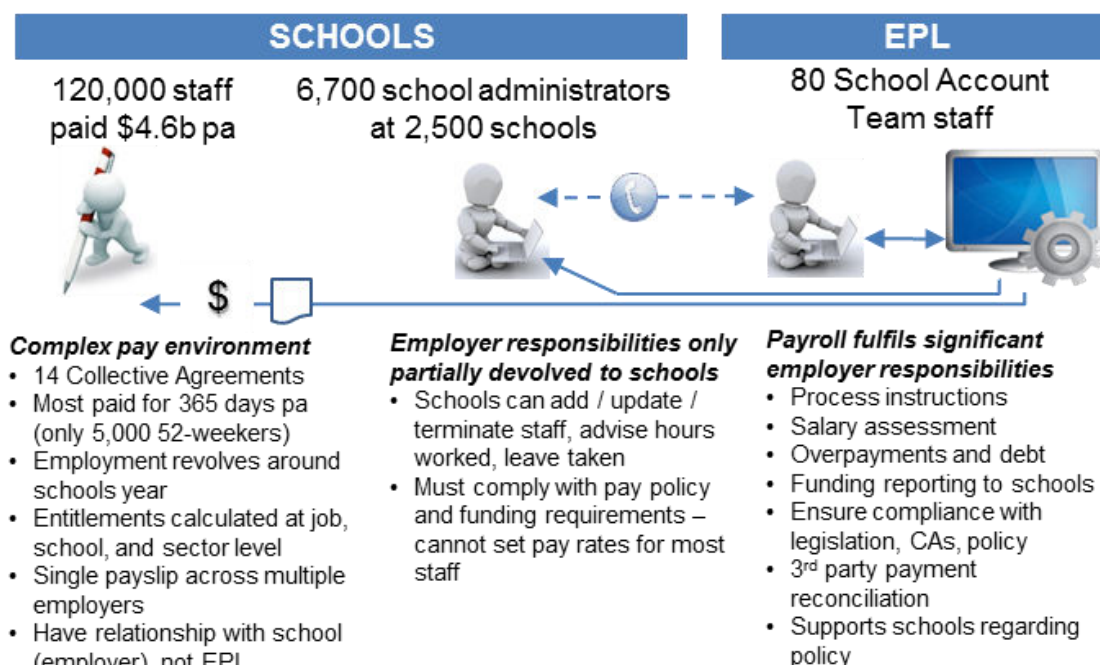 SCHOOLS
EPL
120,000 staff
paid $4.6b pa
6,700 school administrators
at 2,500 schools
80 School Account
Team staff
$
Complex pay environment
• 14 Collective Agreements
• Most paid for 365 days pa
(only 5,000 52-weekers)
• Employment revolves around
schools year
• Entitlements calculated at job,
school, and sector level
• Single payslip across multiple
employers
• Have relationship with school
(employer), not EPL
Employer responsibilities only
partially devolved to schools
• Schools can add / update /
terminate staff, advise hours
worked, leave taken
• Must comply with pay policy
and funding requirements –
cannot set pay rates for most
staff
Payroll fulfils significant
employer responsibilities
• Process instructions
• Salary assessment
• Overpayments and debt
• Funding reporting to schools
• Ensure compliance with
legislation, CAs, policy
• 3rd party payment
reconciliation
• Supports schools regarding
policy